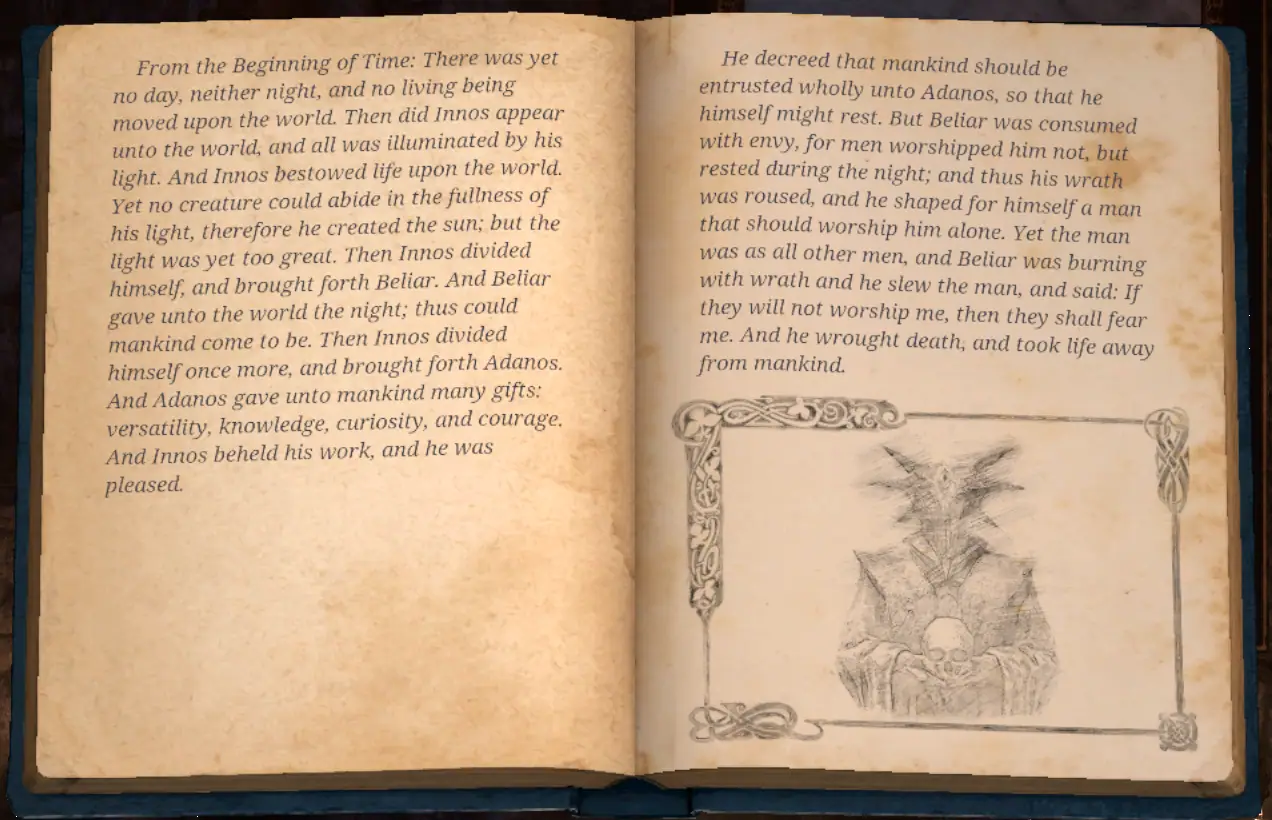 From the Beginning of Time: There was yet
no day, neither night, and no living being
moved upon the world. Then did Innos appear
unto the world, and all was illuminated by his
light. And Innos bestowed life upon the world.
Yet no creature could abide in the fullness of
his light, therefore he created the sun; but the
light was yet too great. Then Innos divided
himself, and brought forth Beliar. And Beliar
gave unto the world the night; thus could
mankind come to be. Then Innos divided
himself once more, and brought forth Adanos.
And Adanos gave unto mankind many gifts:
versatility, knowledge, curiosity, and courage.
And Innos beheld his work, and he was
pleased.
He decreed that mankind should be
entrusted wholly unto Adanos, so that he
himself might rest. But Beliar was consumed
with envy, for men worshipped him not, but
rested during the night; and thus his wrath
was roused, and he shaped for himself a man
that should worship him alone. Yet the man
was as all other men, and Beliar was burning
with wrath and he slew the man, and said: If
they will not worship me, then they shall fear
me. And he wrought death, and took life away
from mankind.